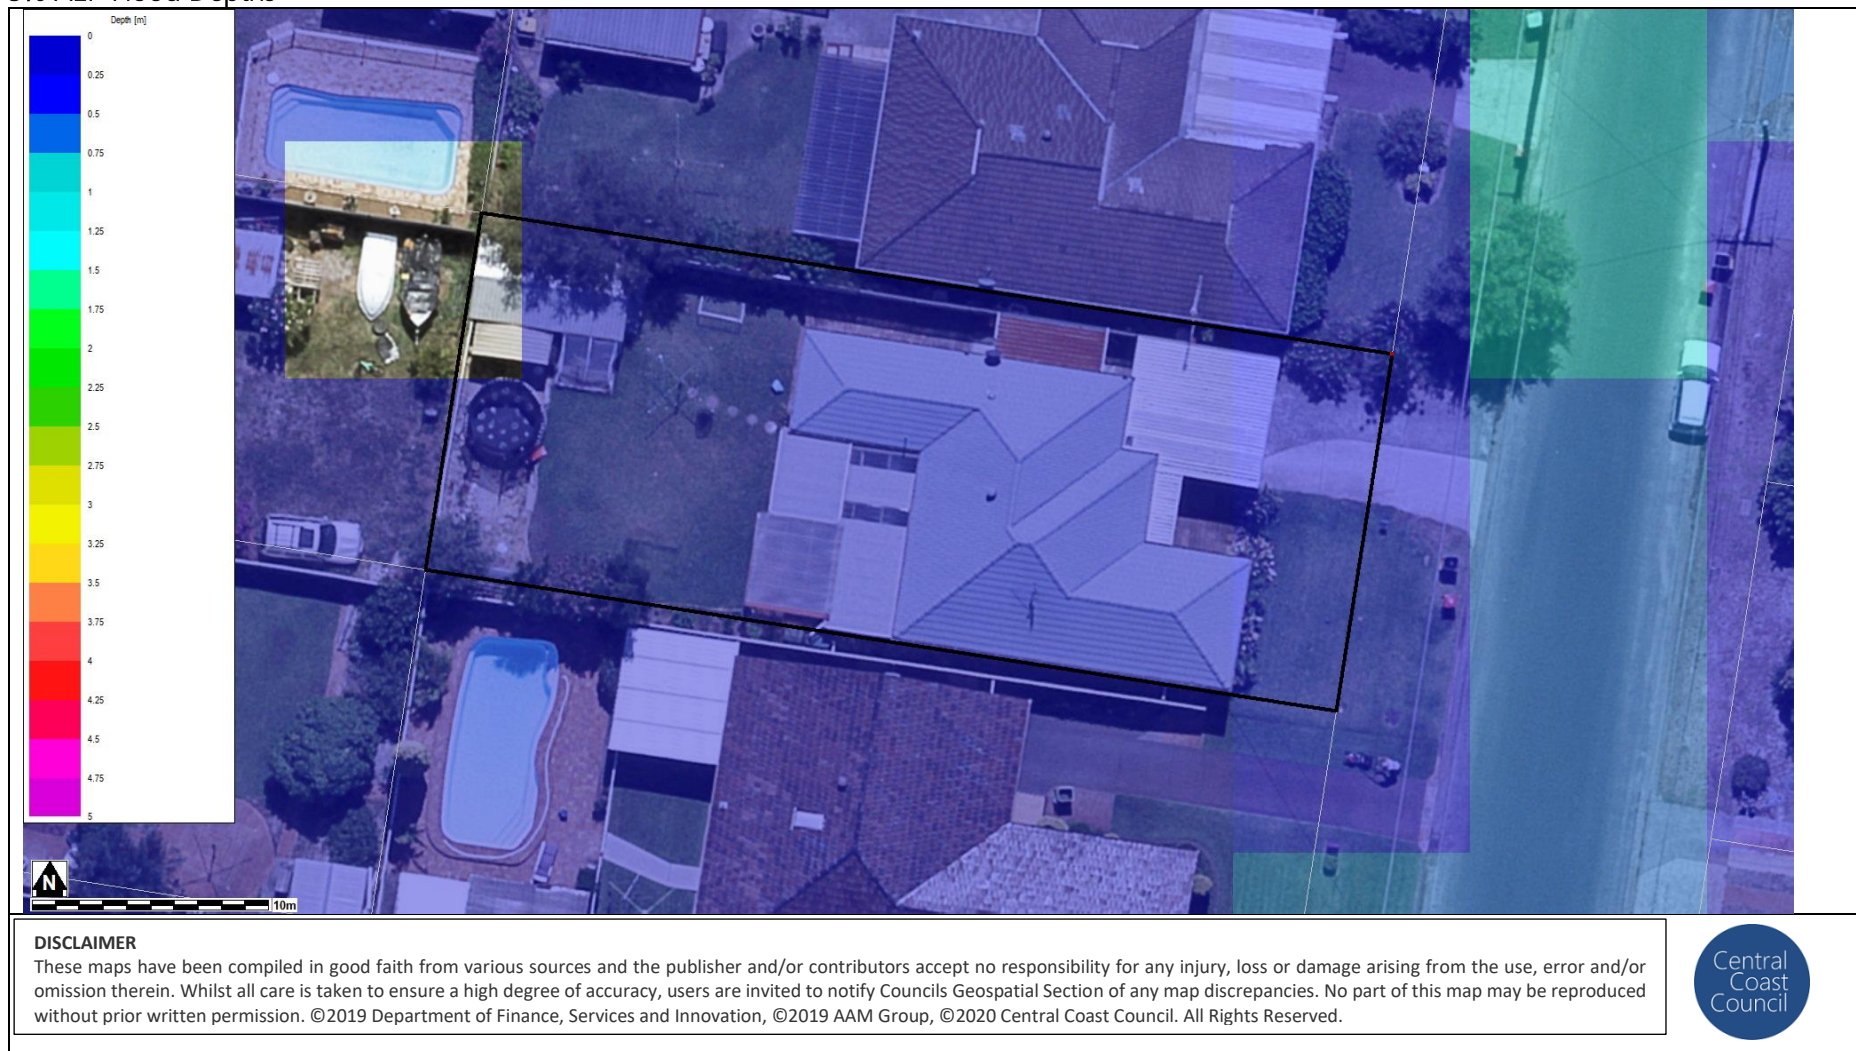 Depth [m]
0
0.25
0.5
0.75
1
1.25
1.5
1.75
2
2.25
2.5
2.75
3
3.25
3.5
3.75
4
4.25
4.5
4.75
5
N
10m
DISCLAIMER
These maps have been compiled in good faith from various sources and the publisher and/or contributors accept no responsibility for any injury, loss or damage arising from the use, error and/or
omission therein. Whilst all care is taken to ensure a high degree of accuracy, users are invited to notify Councils Geospatial Section of any map discrepancies. No part of this map may be reproduced
without prior written permission. ©2019 Department of Finance, Services and Innovation, ©2019 AAM Group, ©2020 Central Coast Council. All Rights Reserved.
Central
Coast
Council